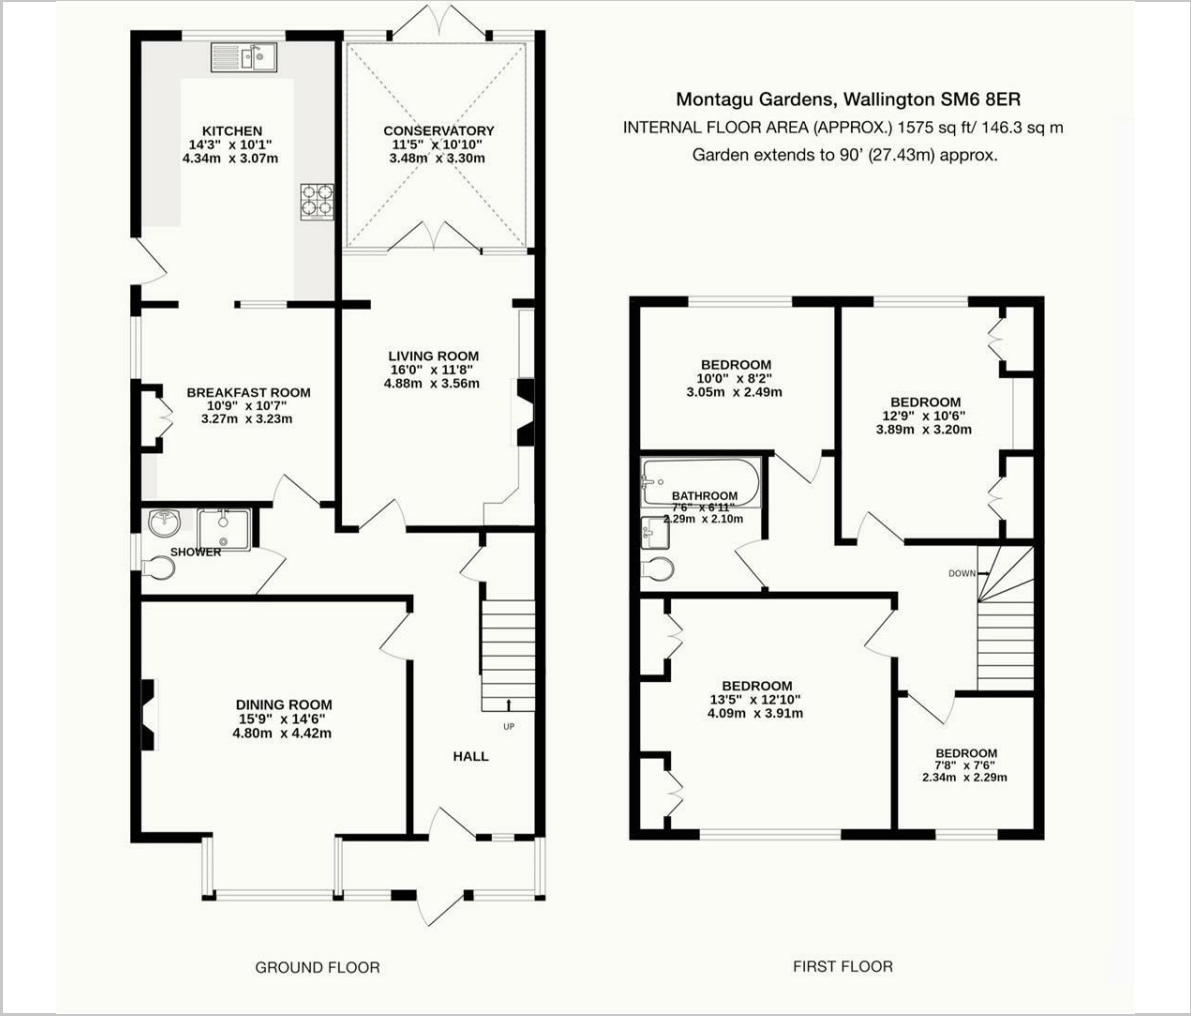 Montagu Gardens, Wallington SM6 8ER
INTERNAL FLOOR AREA (APPROX.) 1575 sq ft/ 146.3 sq m
Garden extends to 90' (27.43m) approx.
KITCHEN
14'3" x 10'1"
4.34m x 3.07m
CONSERVATORY
11'5" x 10'10"
3.48m x 3.30m
LIVING ROOM
16'0" x 11'8"
4.88m x 3.56m
BREAKFAST ROOM
10'9" x 10'7"
3.27m x 3.23m
SHOWER
DINING ROOM
15'9" x 14'6"
4.80m x 4.42m
UP
HALL
GROUND FLOOR
BEDROOM
10'0" x 8'2"
3.05m x 2.49m
BEDROOM
12'9" x 10'6"
3.89m x 3.20m
BATHROOM
7'6" x 6'11"
2.29m x 2.10m
DOWN
BEDROOM
13'5" x 12'10"
4.09m x 3.91m
BEDROOM
7'8" x 7'6"
2.34m x 2.29m
FIRST FLOOR